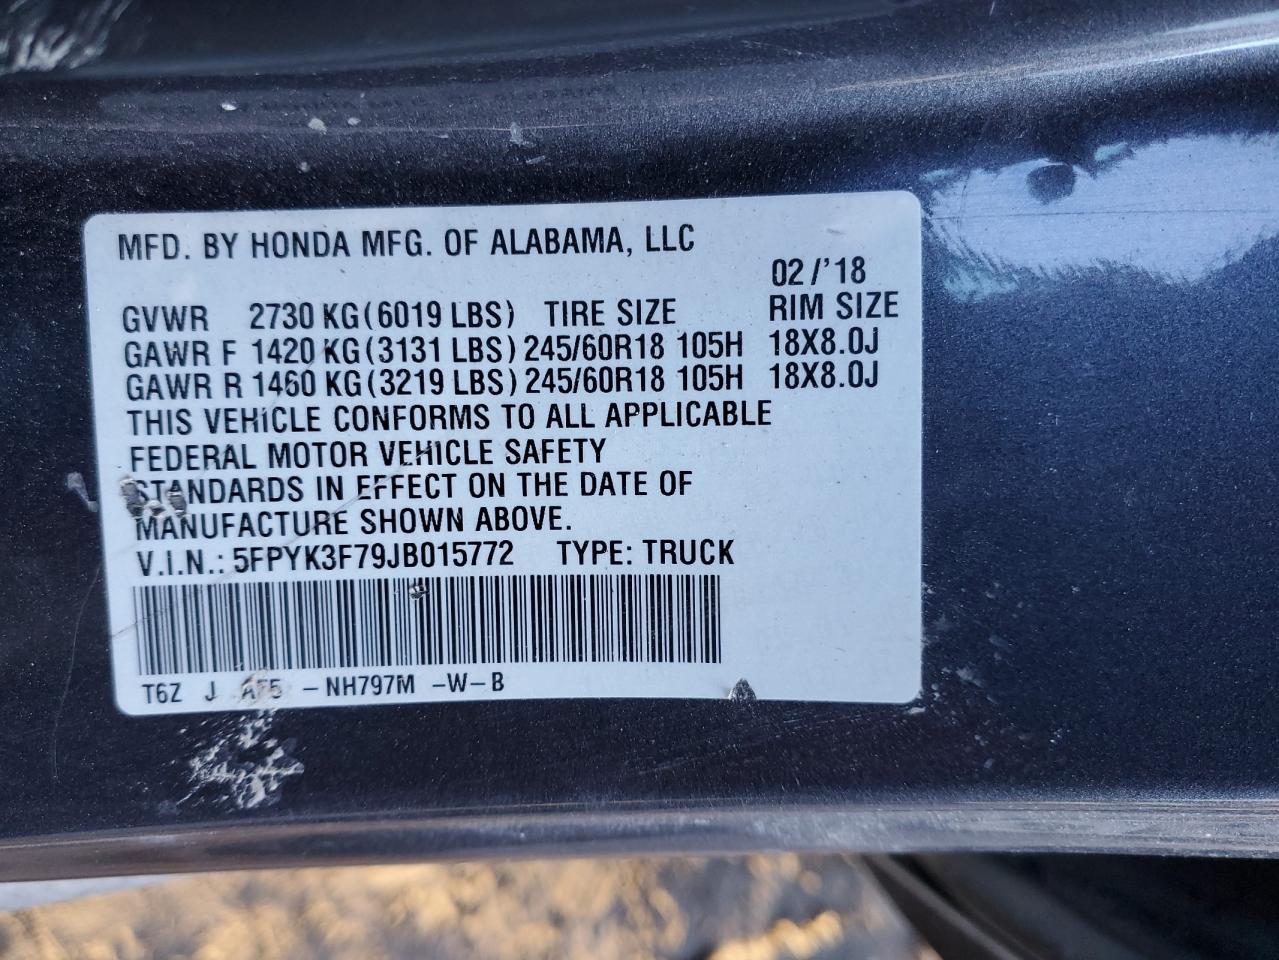 MFD. BY HONDA MFG. OF ALABAMA, LLC
02/'18
GVWR 2730 KG(6019 LBS) TIRE SIZE RIM SIZE
GAWR F 1420 KG(3131 LBS) 245/60R18 105H 18X8.0J
GAWR R 1460 KG(3219 LBS) 245/60R18 105H 18X8.0J
THIS VEHICLE CONFORMS TO ALL APPLICABLE
FEDERAL MOTOR VEHICLE SAFETY
STANDARDS IN EFFECT ON THE DATE OF
MANUFACTURE SHOWN ABOVE.
V.I.N.: 5FPYK3F79JB015772 TYPE: TRUCK
T6Z J -NH797M -W-B